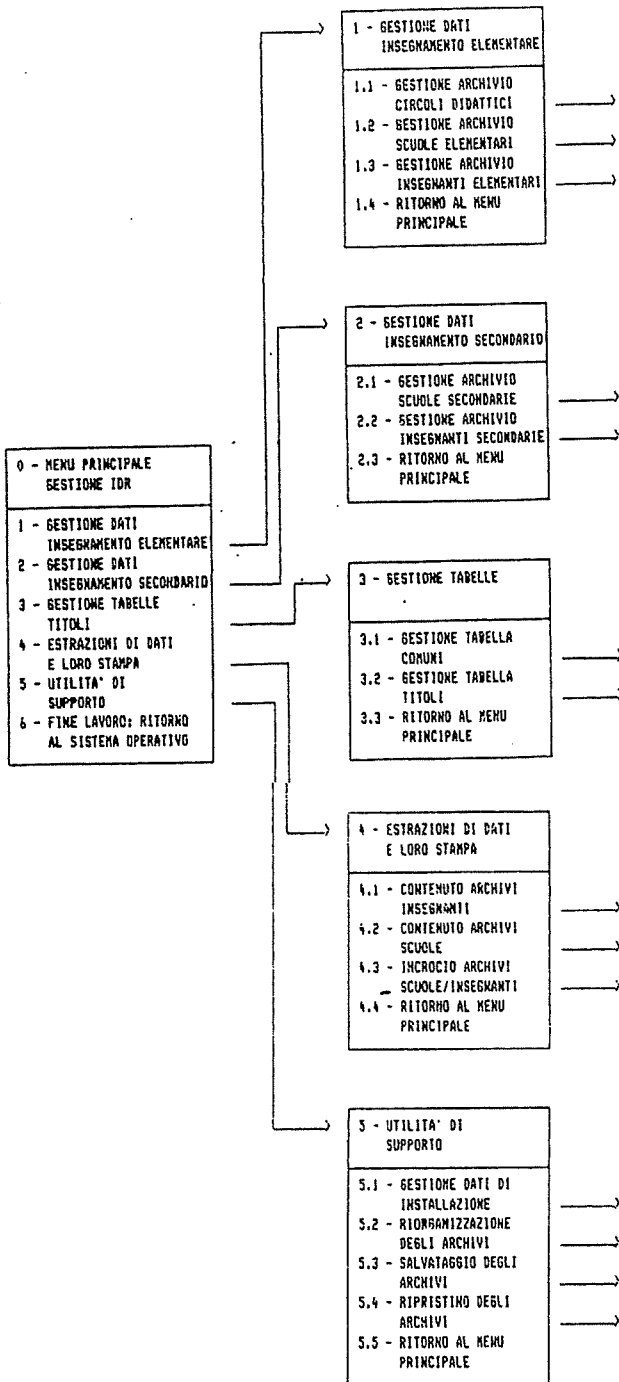 1 - GESTIONE DATI
INSEGNAMENTO ELEMENTARE
1.1 - GESTIONE ARCHIVIO
CIRCOLI DIDATTICI
1.2 - GESTIONE ARCHIVIO
SCUOLE ELEMENTARI
1.3 - GESTIONE ARCHIVIO
INSEGNANTI ELEMENTARI
1.4 - RITORNO AL MENU
PRINCIPALE
2 - GESTIONE DATI
INSEGNAMENTO SECONDARIO
2.1 - GESTIONE ARCHIVIO
SCUOLE SECONDARIE
2.2 - GESTIONE ARCHIVIO
INSEGNANTI SECONDARIE
2.3 - RITORNO AL MENU
PRINCIPALE
0 - MENU PRINCIPALE
GESTIONE IDR
1 - GESTIONE DATI
INSEGNAMENTO ELEMENTARE
2 - GESTIONE DATI
INSEGNAMENTO SECONDARIO
3 - GESTIONE TABELLE
TITOLI
4 - ESTRAZIONI DI DATI
E LORO STAMPA
5 - UTILITA' DI
SUPPORTO
6 - FINE LAVORO: RITORNO
AL SISTEMA OPERATIVO
3 - GESTIONE TABELLE
3.1 - GESTIONE TABELLA
COMUNI
3.2 - GESTIONE TABELLA
TITOLI
3.3 - RITORNO AL MENU
PRINCIPALE
4 - ESTRAZIONI DI DATI
E LORO STAMPA
4.1 - CONTENUTO ARCHIVI
INSEGNANTI
4.2 - CONTENUTO ARCHIVI
SCUOLE
4.3 - INCROCIO ARCHIVI
SCUOLE/INSEGNANTI
4.4 - RITORNO AL MENU
PRINCIPALE
5 - UTILITA' DI
SUPPORTO
5.1 - GESTIONE DATI DI
INSTALLAZIONE
5.2 - RIORGANIZZAZIONE
DEGLI ARCHIVI
5.3 - SALVATAGGIO DEGLI
ARCHIVI
5.4 - RIPRISTINO DEGLI
ARCHIVI
5.5 - RITORNO AL MENU
PRINCIPALE